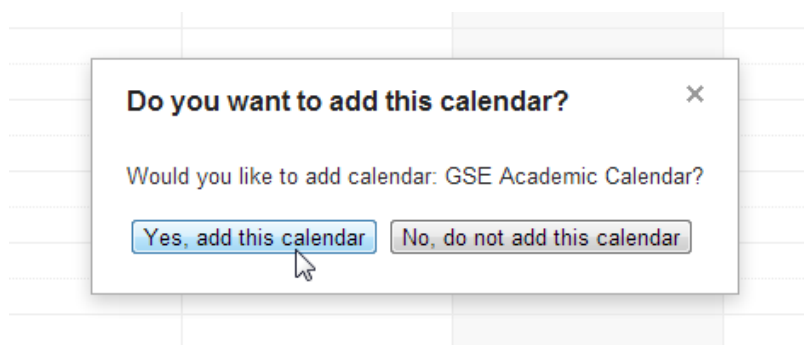 Do you want to add this calendar?
Would you like to add calendar: GSE Academic Calendar?
Yes, add this calendar No, do not add this calendar